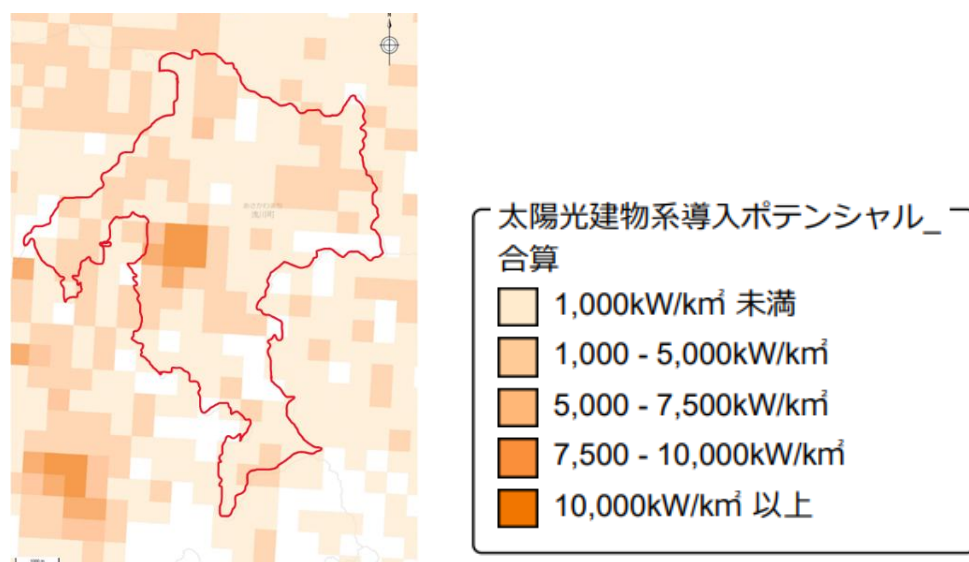 太陽光建物系導入ポテンシャル_
合算
1,000kW/k㎡ 未満
1,000 - 5,000kW/k㎡
5,000 - 7,500kW/k㎡
7,500 - 10,000kW/k㎡
10,000kW/k㎡ 以上